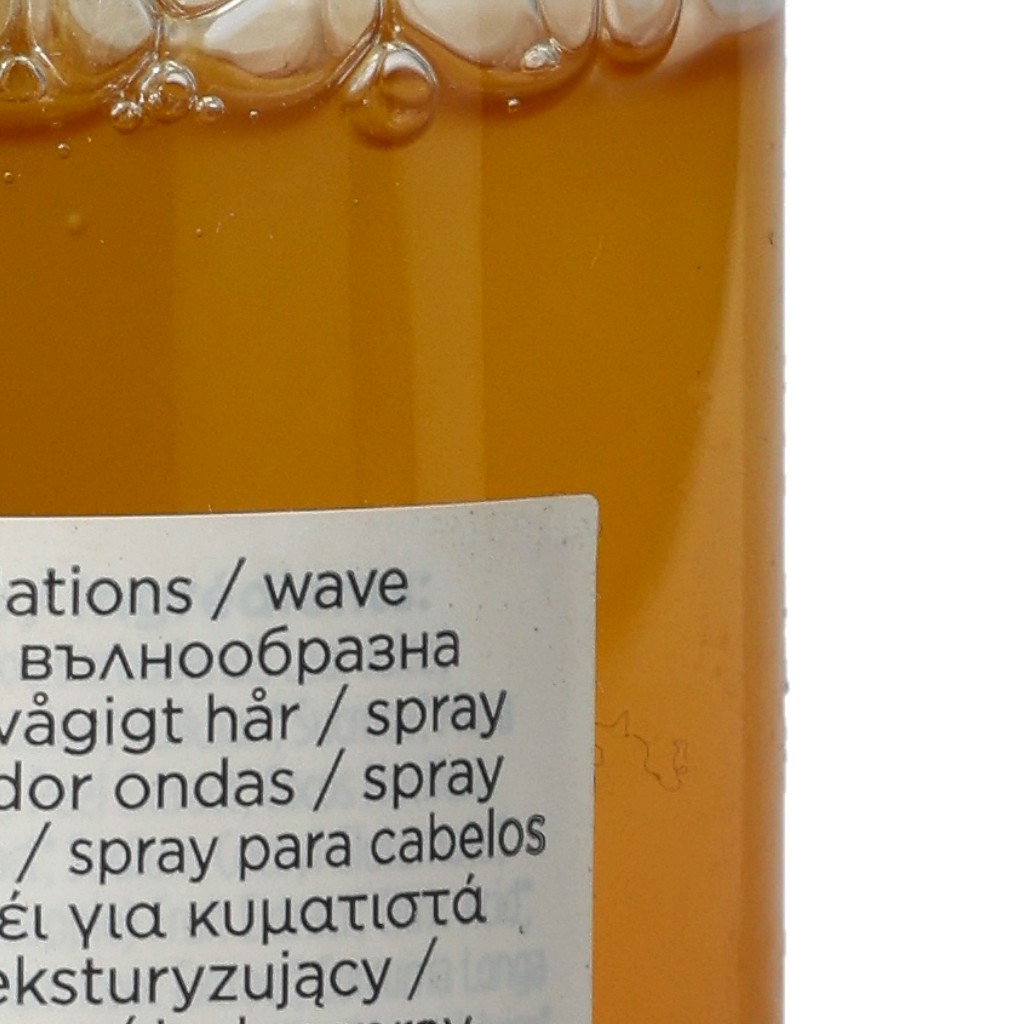 ations / wave
вълнообразна
vågigt hår / spray
dor ondas / spray
/ spray para cabelos
έι για κυματιστά
eksturyzujący /